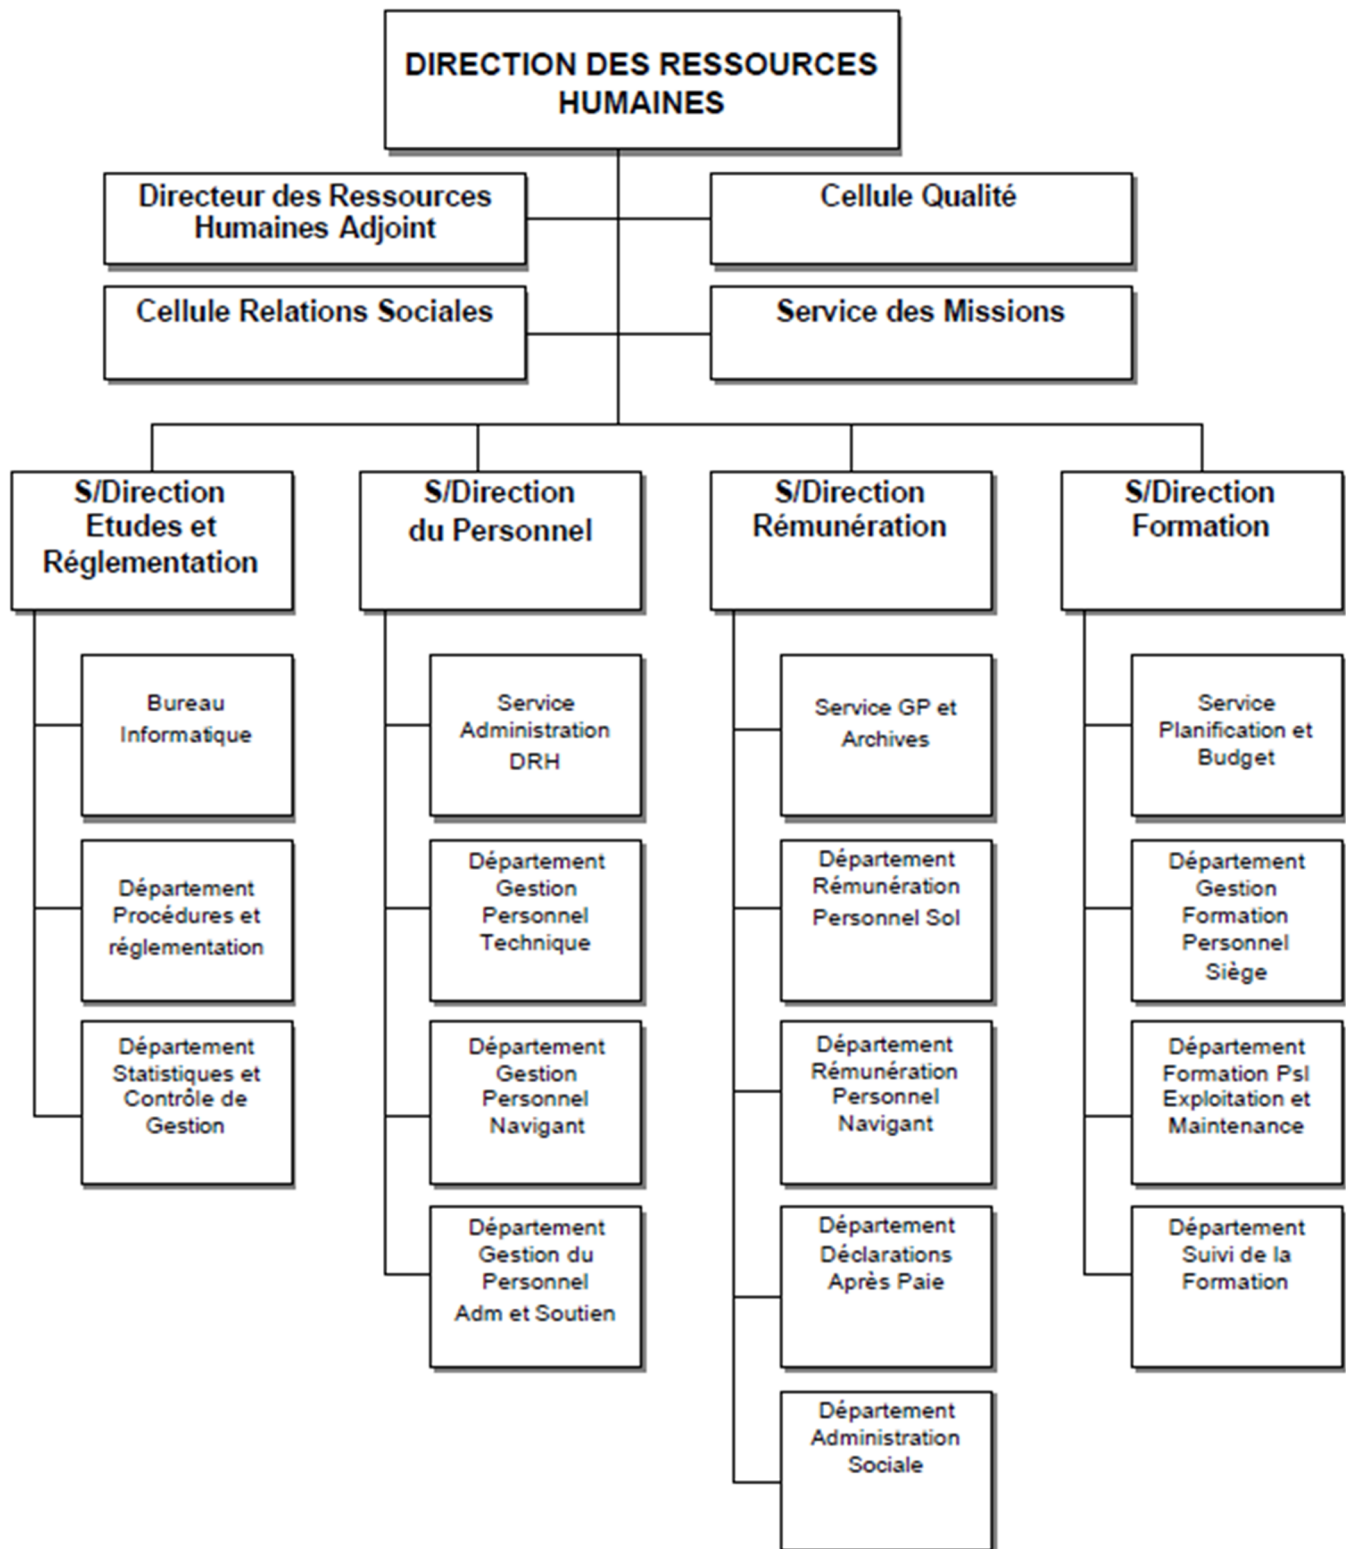 DIRECTION DES RESSOURCES
HUMAINES
Directeur des Ressources
Humaines Adjoint
Cellule Qualité
Cellule Relations Sociales
Service des Missions
S/Direction
Etudes et
Réglementation
S/Direction
du Personnel
S/Direction
Rémunération
S/Direction
Formation
Bureau
Informatique
Département
Procédures et
réglementation
Département
Statistiques et
Contrôle de
Gestion
Service
Administration
DRH
Département
Gestion
Personnel
Technique
Département
Gestion
Personnel
Navigant
Département
Gestion du
Personnel
Adm et Soutien
Service GP et
Archives
Département
Rémunération
Personnel Sol
Département
Rémunération
Personnel
Navigant
Département
Déclarations
Après Paie
Département
Administration
Sociale
Service
Planification et
Budget
Département
Gestion
Formation
Personnel
Siège
Département
Formation Psl
Exploitation et
Maintenance
Département
Suivi de la
Formation